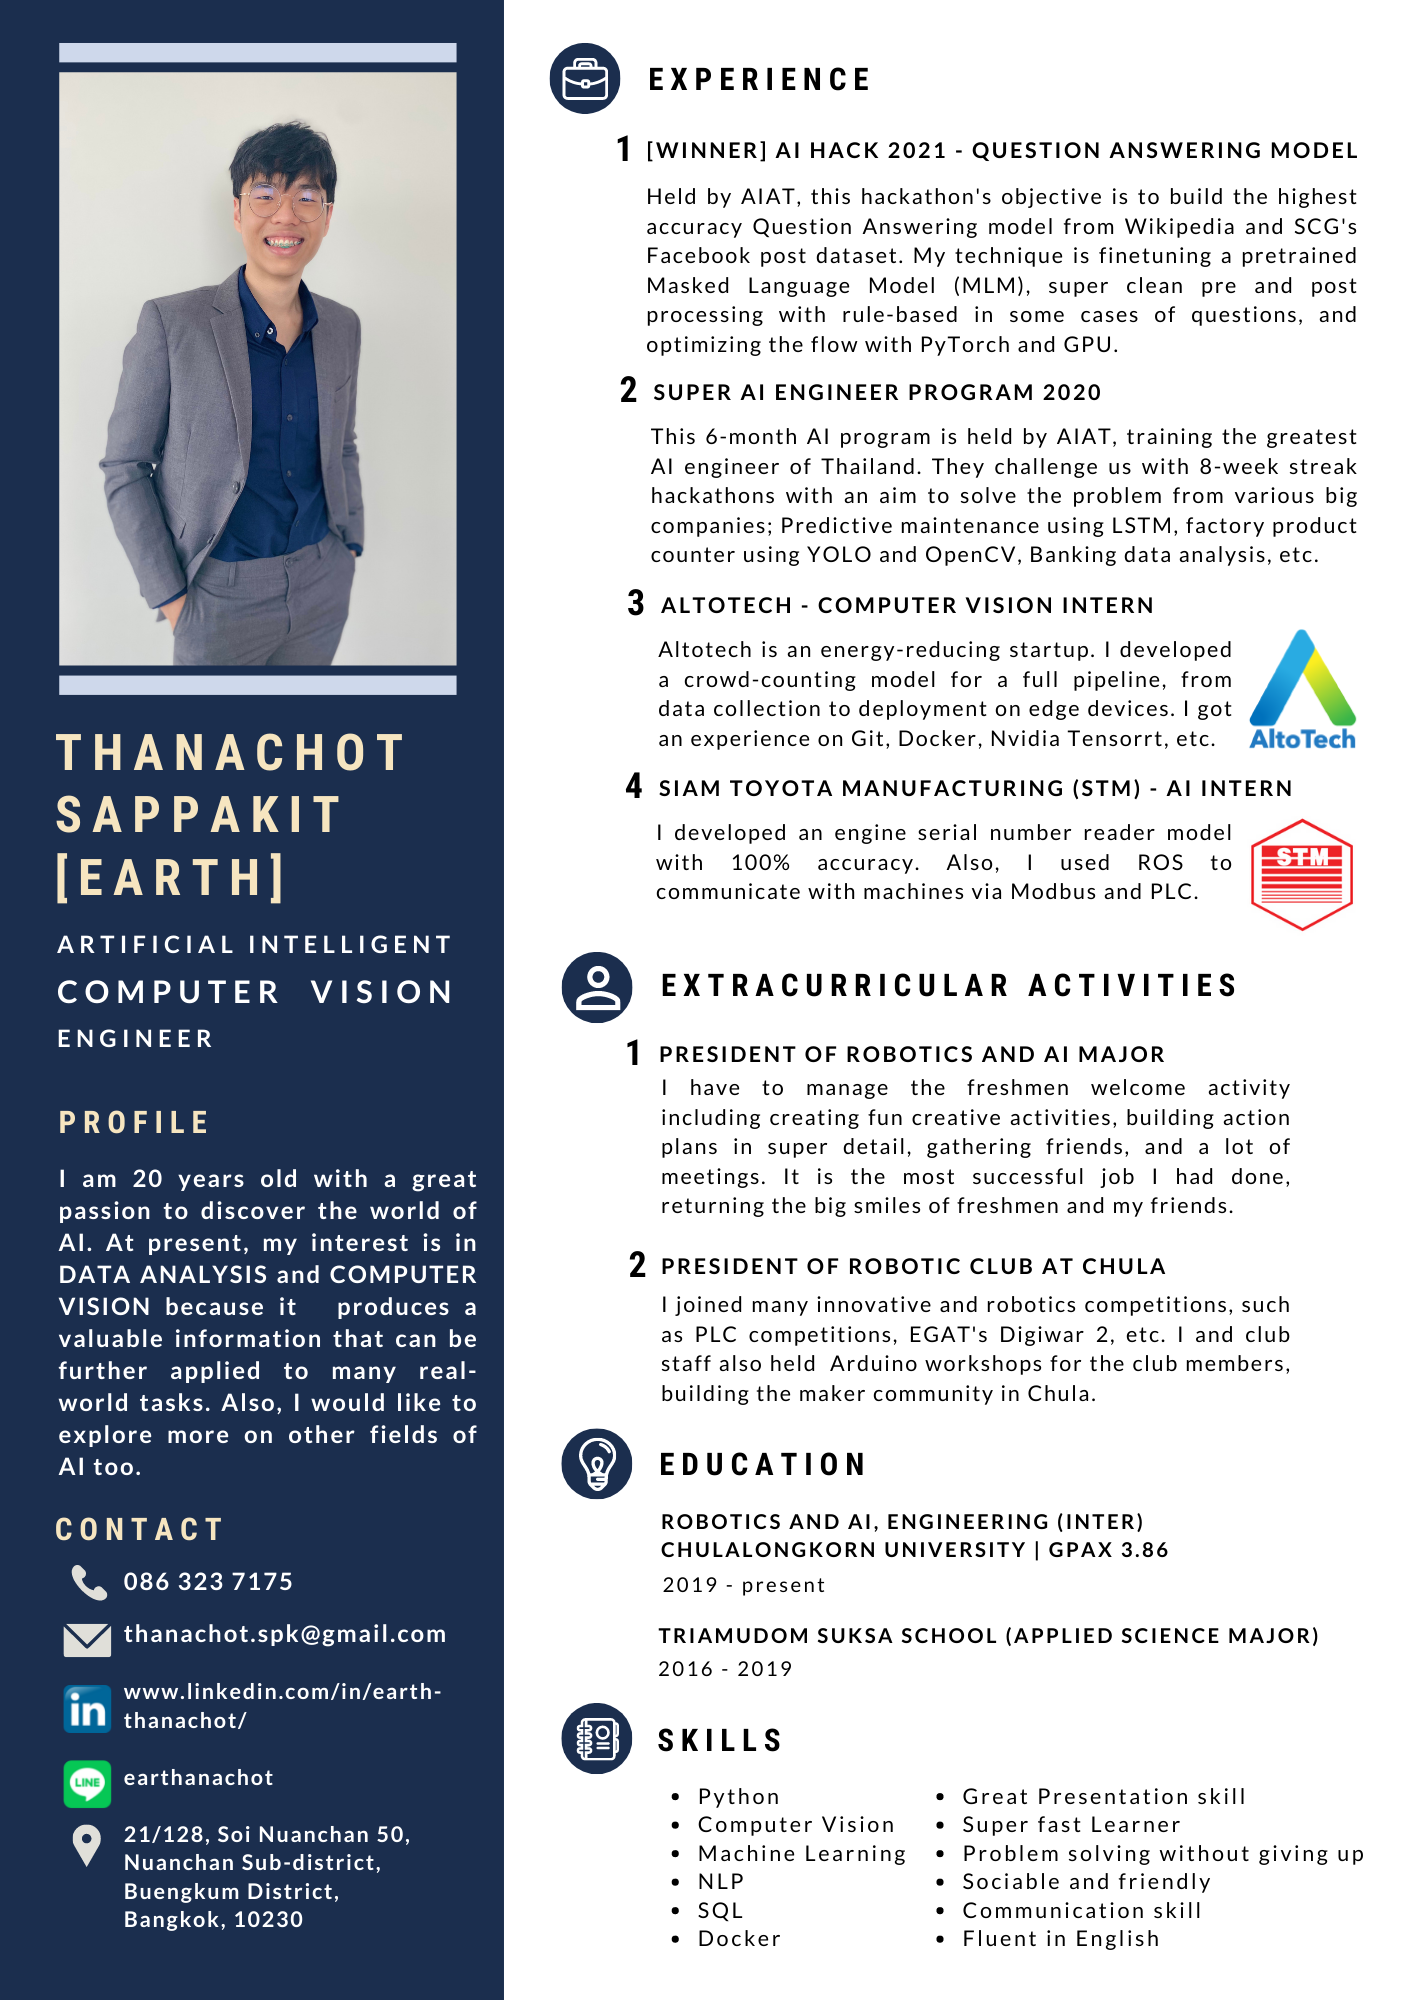 THANACHOT
SAPPAKIT
[EARTH]
ARTIFICIAL INTELLIGENT
COMPUTER VISION
ENGINEER
PROFILE
I am 20 years old with a great
passion to discover the world of
AI. At present, my interest is in
DATA ANALYSIS and COMPUTER
VISION because it produces a
valuable information that can be
further applied to many real-
world tasks. Also, I would like to
explore more on other fields of
AI too.
CONTACT
086 323 7175
thanachot.spk@gmail.com
in
www.linkedin.com/in/earth-
thanachot/
LINE
earthanachot
21/128, Soi Nuanchan 50,
Nuanchan Sub-district,
Buengkum District,
Bangkok, 10230
EXPERIENCE
1 [WINNER] AI HACK 2021 - QUESTION ANSWERING MODEL
Held by AIAT, this hackathon's objective is to build the highest
accuracy Question Answering model from Wikipedia and SCG's
Facebook post dataset. My technique is finetuning a pretrained
Masked Language Model (MLM), super clean pre and post
processing with rule-based in some cases of questions, and
optimizing the flow with PyTorch and GPU.
2 SUPER AI ENGINEER PROGRAM 2020
This 6-month AI program is held by AIAT, training the greatest
AI engineer of Thailand. They challenge us with 8-week streak
hackathons with an aim to solve the problem from various big
companies; Predictive maintenance using LSTM, factory product
counter using YOLO and OpenCV, Banking data analysis, etc.
3 ALTOTECH - COMPUTER VISION INTERN
Altotech is an energy-reducing startup. I developed
a crowd-counting model for a full pipeline, from
data collection to deployment on edge devices. I got
an experience on Git, Docker, Nvidia Tensorrt, etc.
AltoTech
4 SIAM TOYOTA MANUFACTURING (STM) - AI INTERN
I developed an engine serial number reader model
with 100% accuracy. Also, I used ROS to
communicate with machines via Modbus and PLC.
STM
EXTRACURRICULAR ACTIVITIES
1 PRESIDENT OF ROBOTICS AND AI MAJOR
I have to manage the freshmen welcome activity
including creating fun creative activities, building action
plans in super detail, gathering friends, and a lot of
meetings. It is the most successful job I had done,
returning the big smiles of freshmen and my friends.
2 PRESIDENT OF ROBOTIC CLUB AT CHULA
I joined many innovative and robotics competitions, such
as PLC competitions, EGAT's Digiwar 2, etc. I and club
staff also held Arduino workshops for the club members,
building the maker community in Chula.
EDUCATION
ROBOTICS AND AI, ENGINEERING (INTER)
CHULALONGKORN UNIVERSITY | GPAX 3.86
2019 - present
TRIAMUDOM SUKSA SCHOOL (APPLIED SCIENCE MAJOR)
2016 - 2019
SKILLS
• Python
• Computer Vision
• Machine Learning
• NLP
• SQL
• Docker
• Great Presentation skill
• Super fast Learner
• Problem solving without giving up
• Sociable and friendly
• Communication skill
• Fluent in English